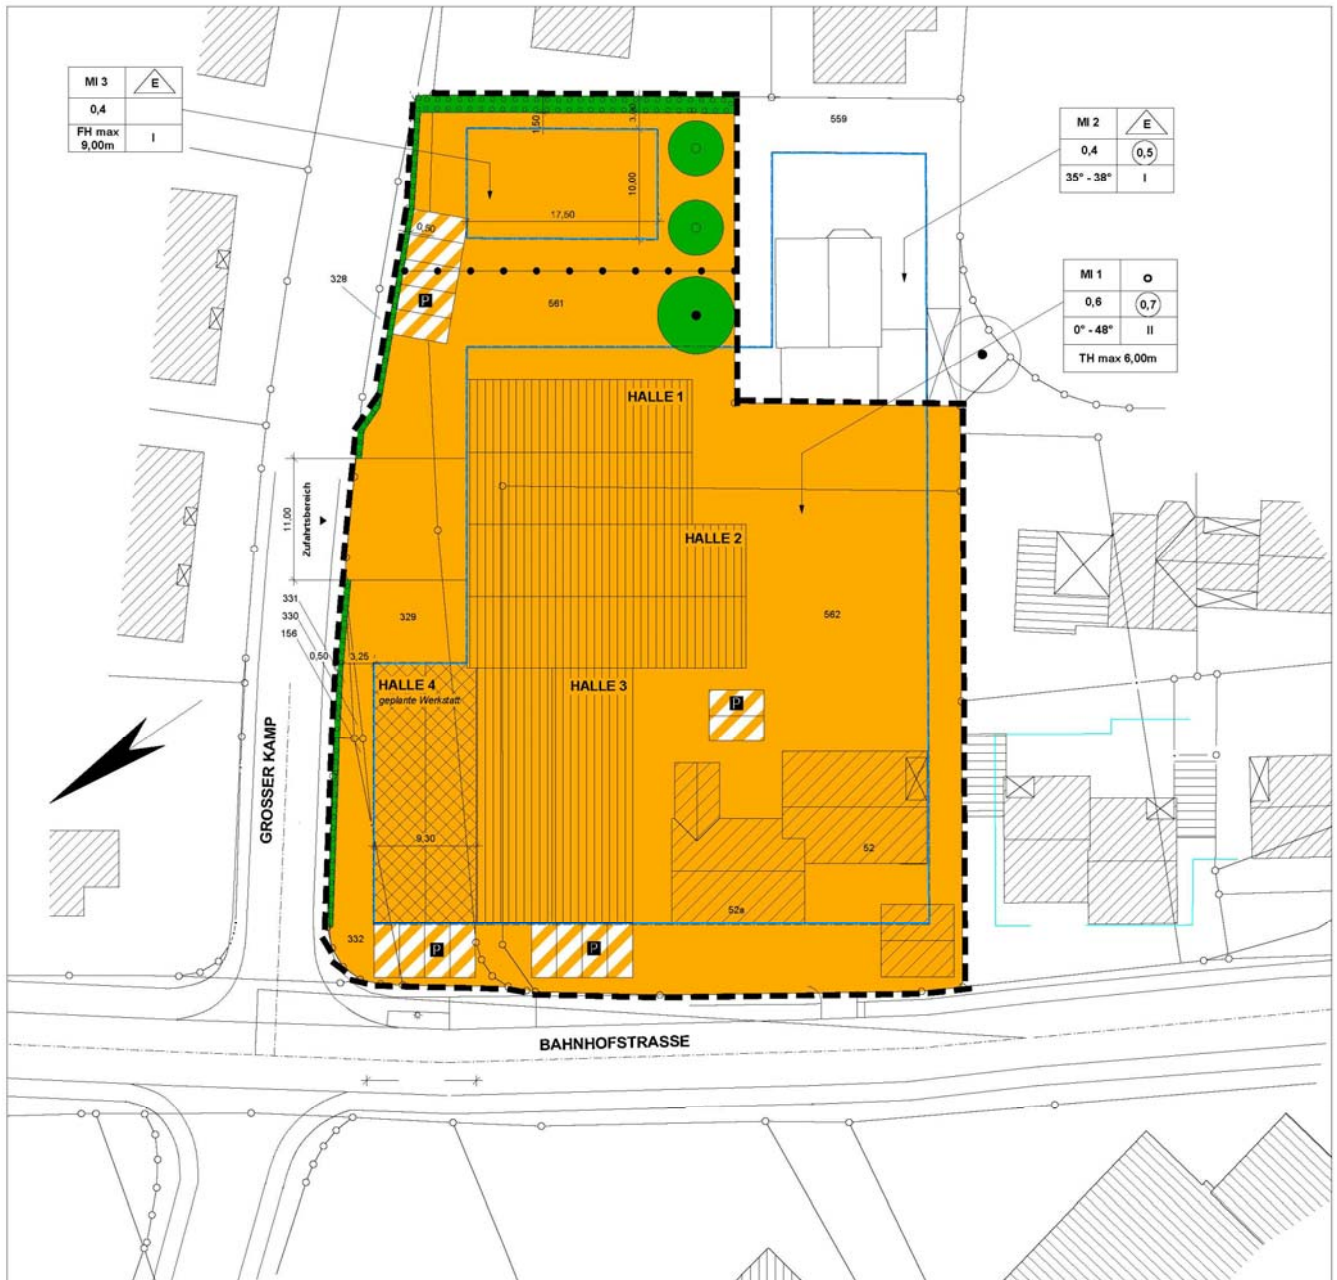 MI 3 E
0,4
FH max
9,00m I
559
MI 2 E
0,4 0,5
35° - 38° I
1,50
3,00
10,00
17,50
0,50
P
328
561
MI 1 o
0,6 0,7
0° - 48° II
TH max 6,00m
HALLE 1
11,00
Zufahrtsbereich
HALLE 2
331
330
156
329
562
0,50 3,25
HALLE 4
geplante Werkstatt
HALLE 3
P
GROSSER KAMP
9,30
52
52a
332
P
P
BAHNHOFSTRASSE